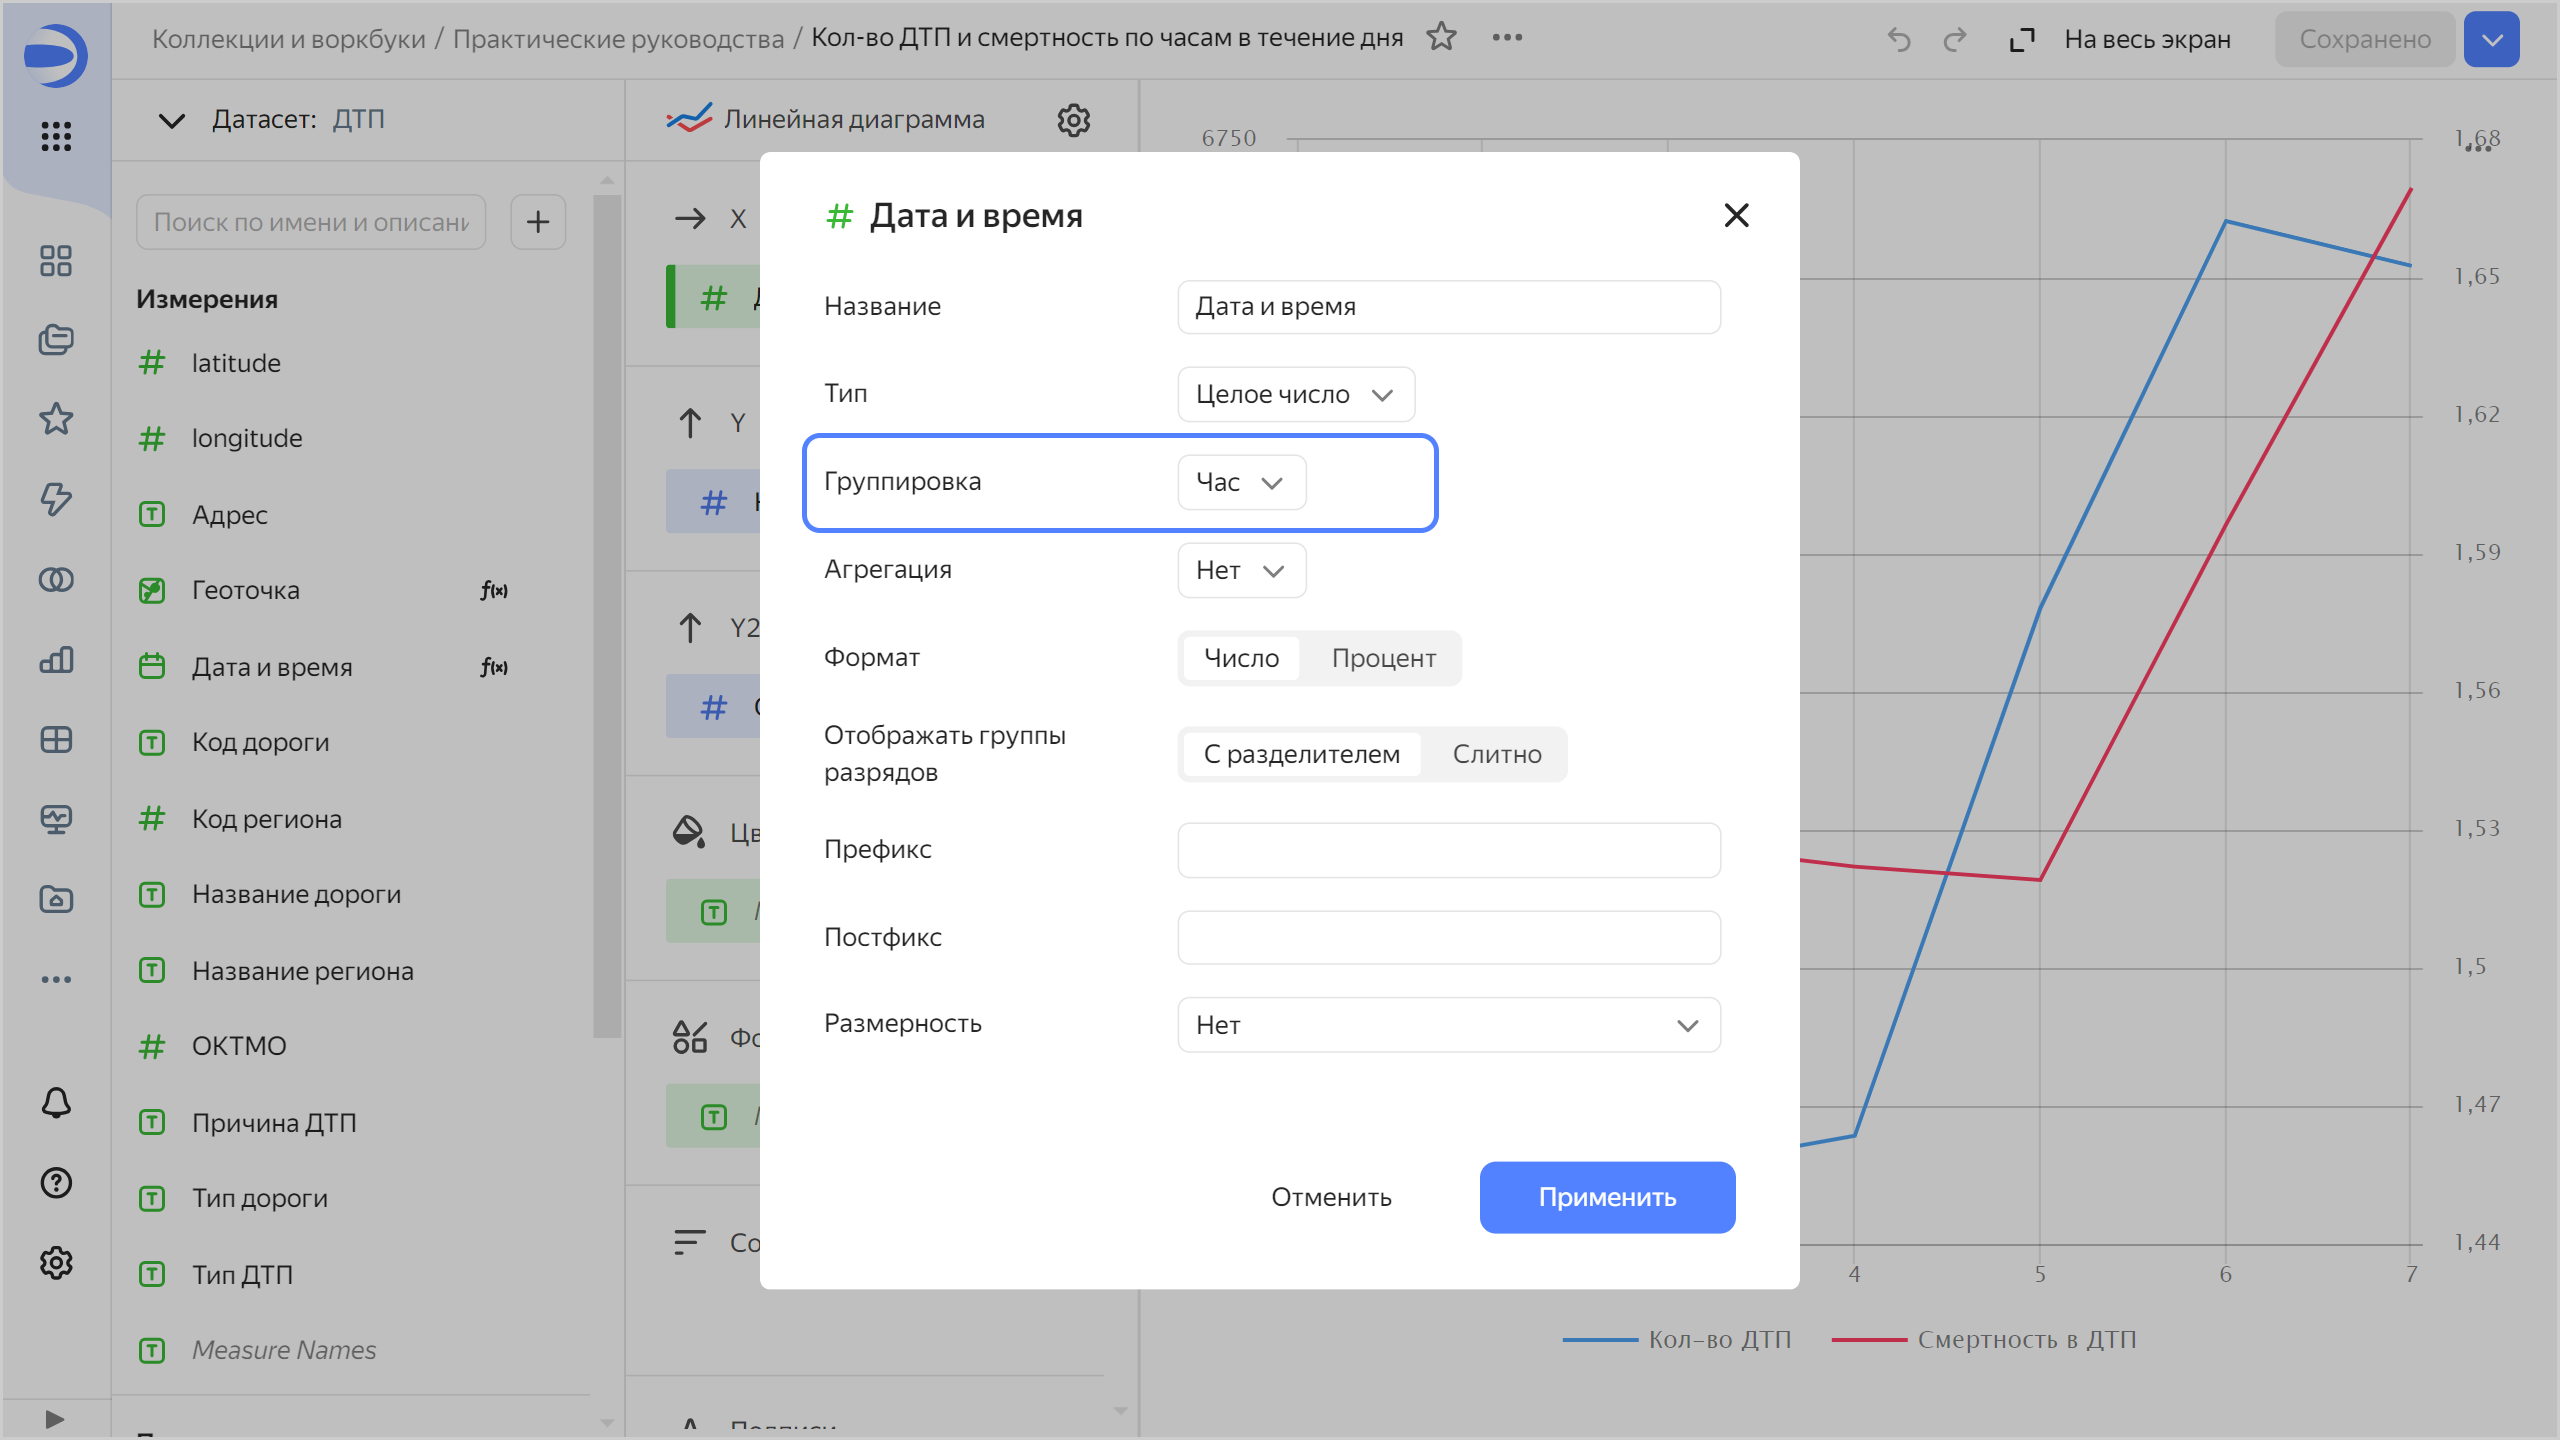 Коллекции и воркбуки / Практические руководства / Кол-во ДТП и смертность по часам в течение дня
На весь экран
Сохранено
Датасет: ДТП
Поиск по имени и описани
Измерения
latitude
longitude
Адрес
Геоточка f(x)
Дата и время f(x)
Код дороги
Код региона
Название дороги
Название региона
ОКТМО
Причина ДТП
Тип дороги
Тип ДТП
Measure Names
Линейная диаграмма
X
Y
Y2
Цв
Фо
Со
Подписи
Дата и время
Название
Дата и время
Тип
Целое число
Группировка
Час
Агрегация
Нет
Формат
Число
Процент
Отображать группы
разрядов
С разделителем
Слитно
Префикс
Постфикс
Размерность
Нет
Отменить
Применить
6750
1,68
1,65
1,62
1,59
1,56
1,53
1,5
1,47
1,44
4
5
6
7
Кол-во ДТП
Смертность в ДТП